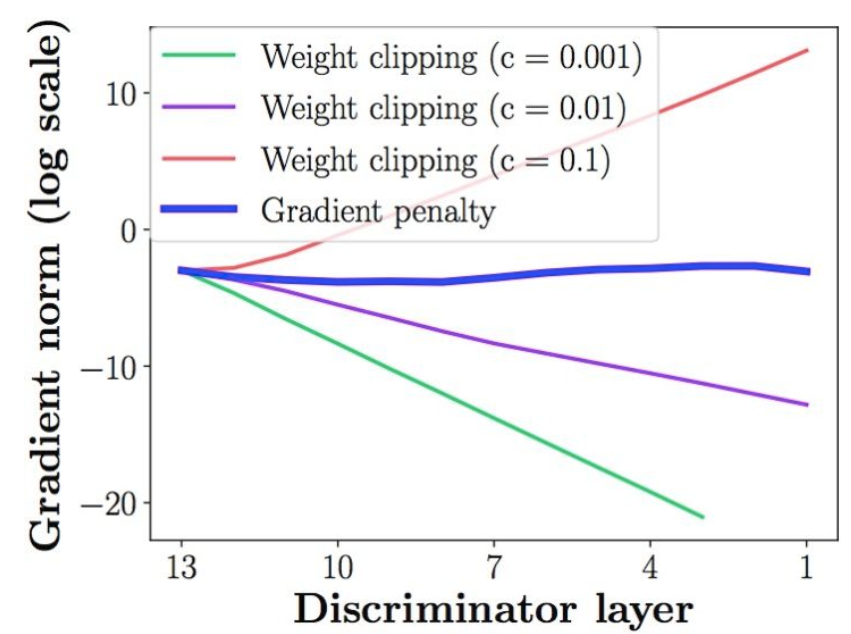 Gradient norm (log scale)
10
0
−10
−20
Weight clipping (c = 0.001)
Weight clipping (c = 0.01)
Weight clipping (c = 0.1)
Gradient penalty
13 10 7 4 1
Discriminator layer